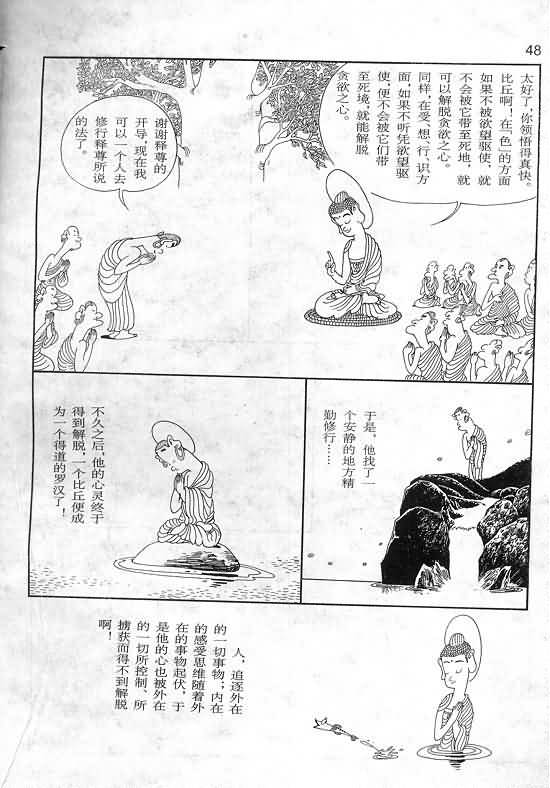 48
太好了，你领悟得真快。
比丘啊！在「色」的方面
如果不被欲望驱使，就
不会被它带至死地，就
可以解脱贪欲之心。
同样，在受、想、行、识方
面，如果不听凭欲望驱
使，便不会被它们带
至死境，就能解脱
贪欲之心。
谢谢释尊的
开导，现在我
可以一个人去
修行释尊所说
的法了。
于是，他找了一
个安静的地方精
勤修行……
不久之后，他的心灵终于
得到解脱，一个比丘便成
为一个得道的罗汉了！
人，追逐外在
的一切事物；内在
的感受思维随着外
在的事物起伏，于
是他的心也被外在
的一切所控制、所
掳获而得不到解脱
啊！